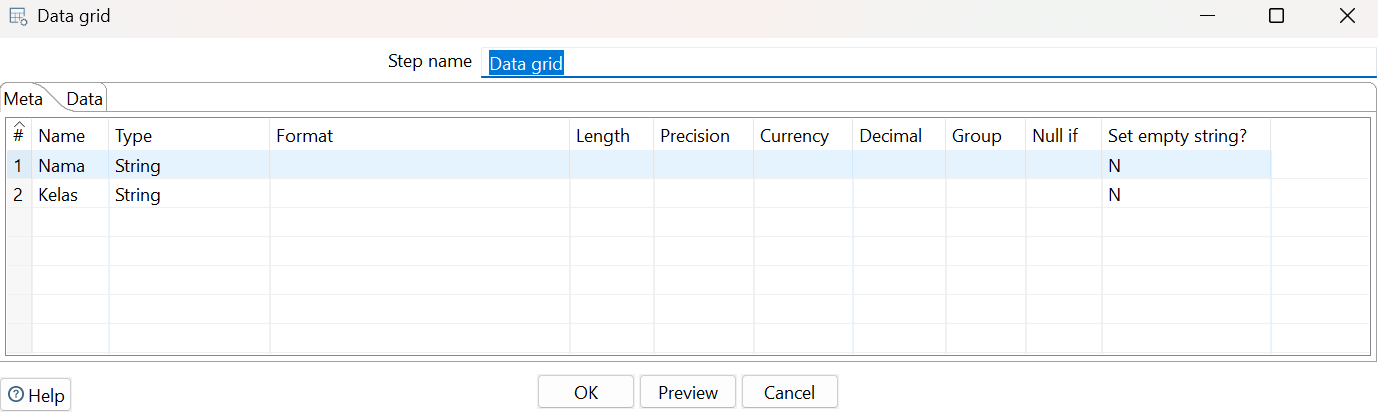 Data grid
Step name Data grid
Meta Data
# Name Type Format Length Precision Currency Decimal Group Null if Set empty string?
1 Nama String N
2 Kelas String N
Help OK Preview Cancel